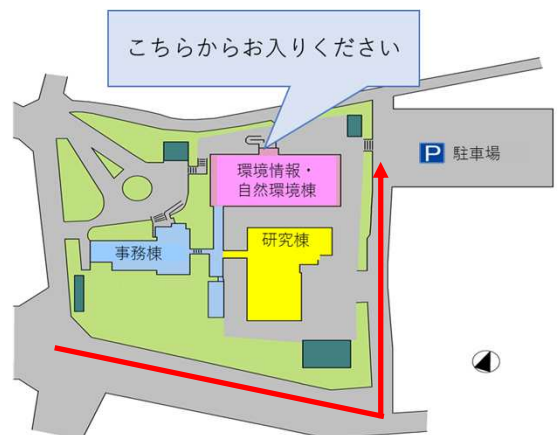 こちらからお入りください
P 駐車場
環境情報・
自然環境棟
研究棟
事務棟